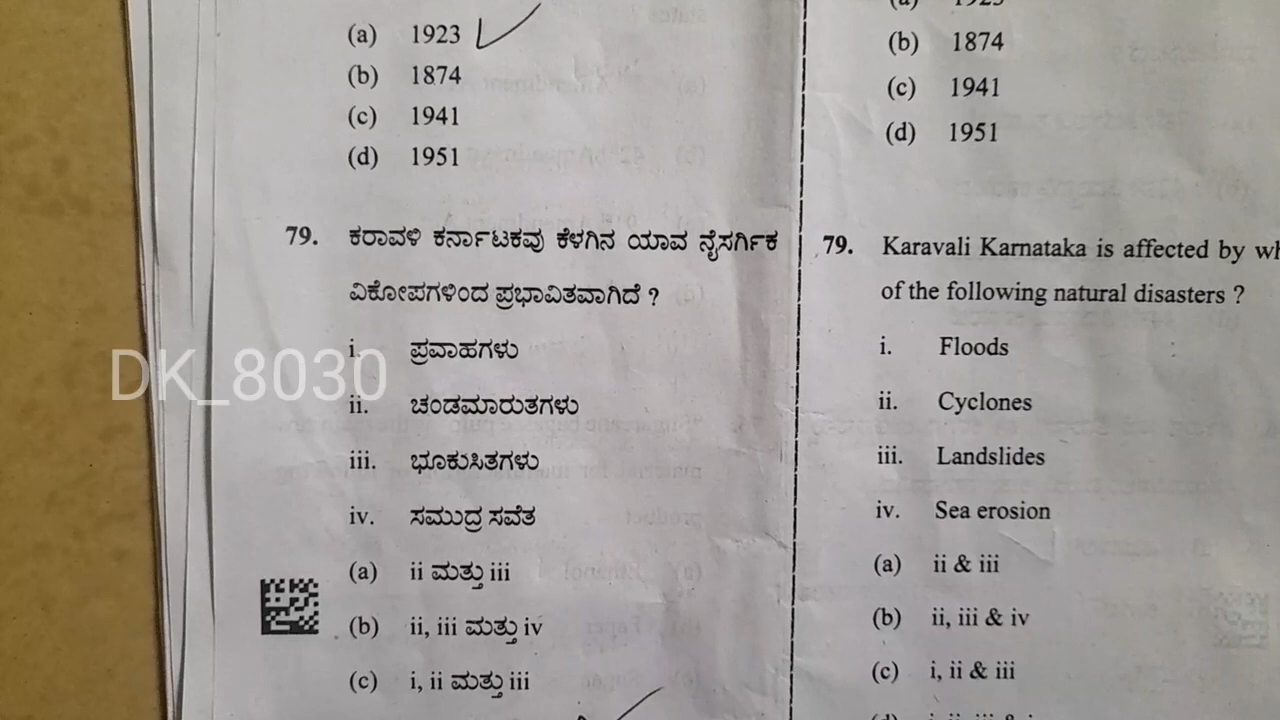 (a) 1923
(b) 1874
(c) 1941
(d) 1951
79. ಕರಾವಳಿ ಕರ್ನಾಟಕವು ಕೆಳಗಿನ ಯಾವ ನೈಸರ್ಗಿಕ
ವಿಕೋಪಗಳಿಂದ ಪ್ರಭಾವಿತವಾಗಿದೆ ?
i. ಪ್ರವಾಹಗಳು
ii. ಚಂಡಮಾರುತಗಳು
iii. ಭೂಕುಸಿತಗಳು
iv. ಸಮುದ್ರ ಸವೆತ
(a) ii ಮತ್ತು iii
(b) ii, iii ಮತ್ತು iv
(c) i, ii ಮತ್ತು iii
(a) 1923
(b) 1874
(c) 1941
(d) 1951
79. Karavali Karnataka is affected by
of the following natural disasters ?
i. Floods
ii. Cyclones
iii. Landslides
iv. Sea erosion
(a) ii & iii
(b) ii, iii & iv
(c) i, ii & iii
DK_8030